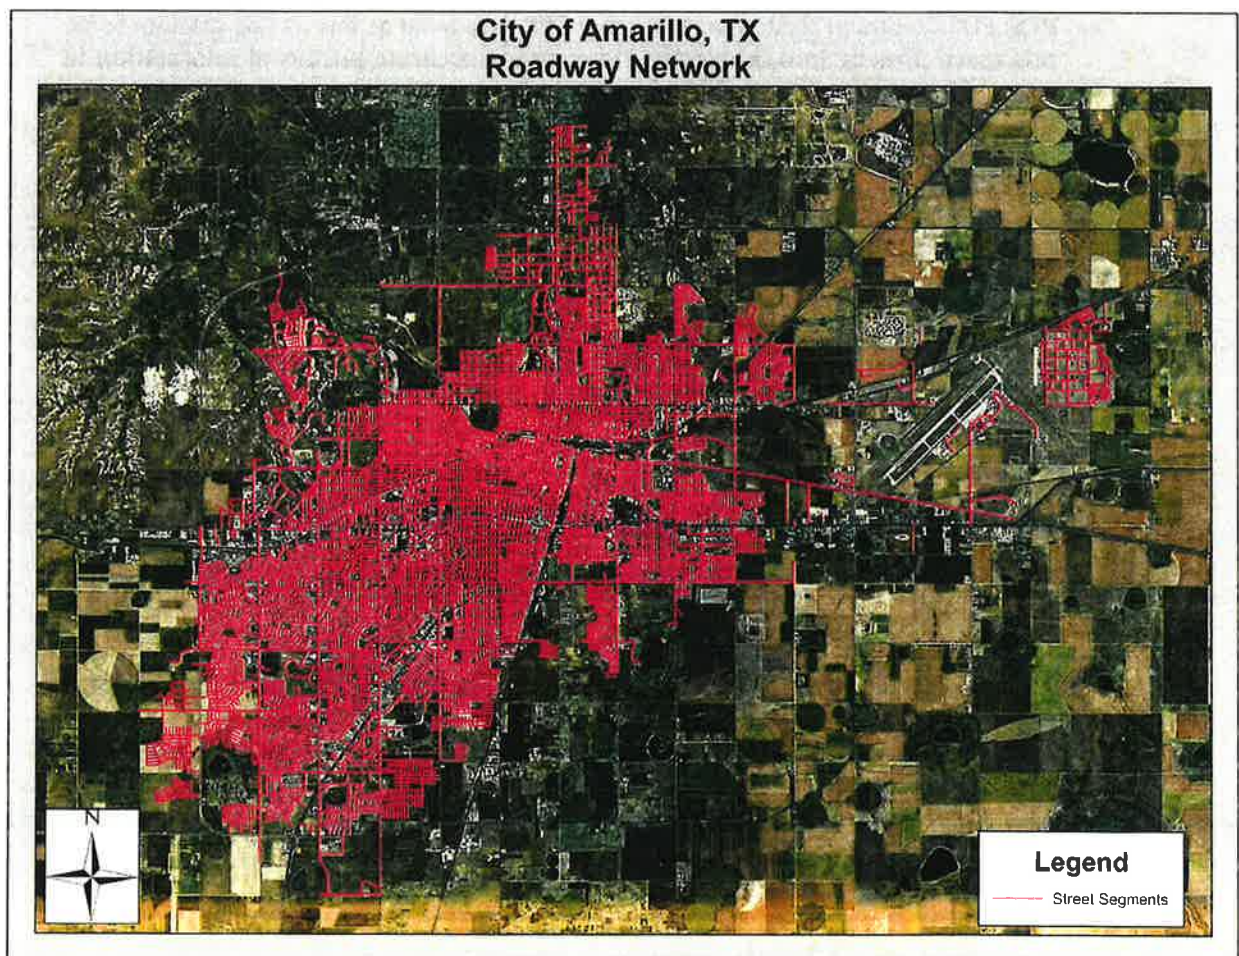 City of Amarillo, TX
Roadway Network
N
Legend
Street Segments